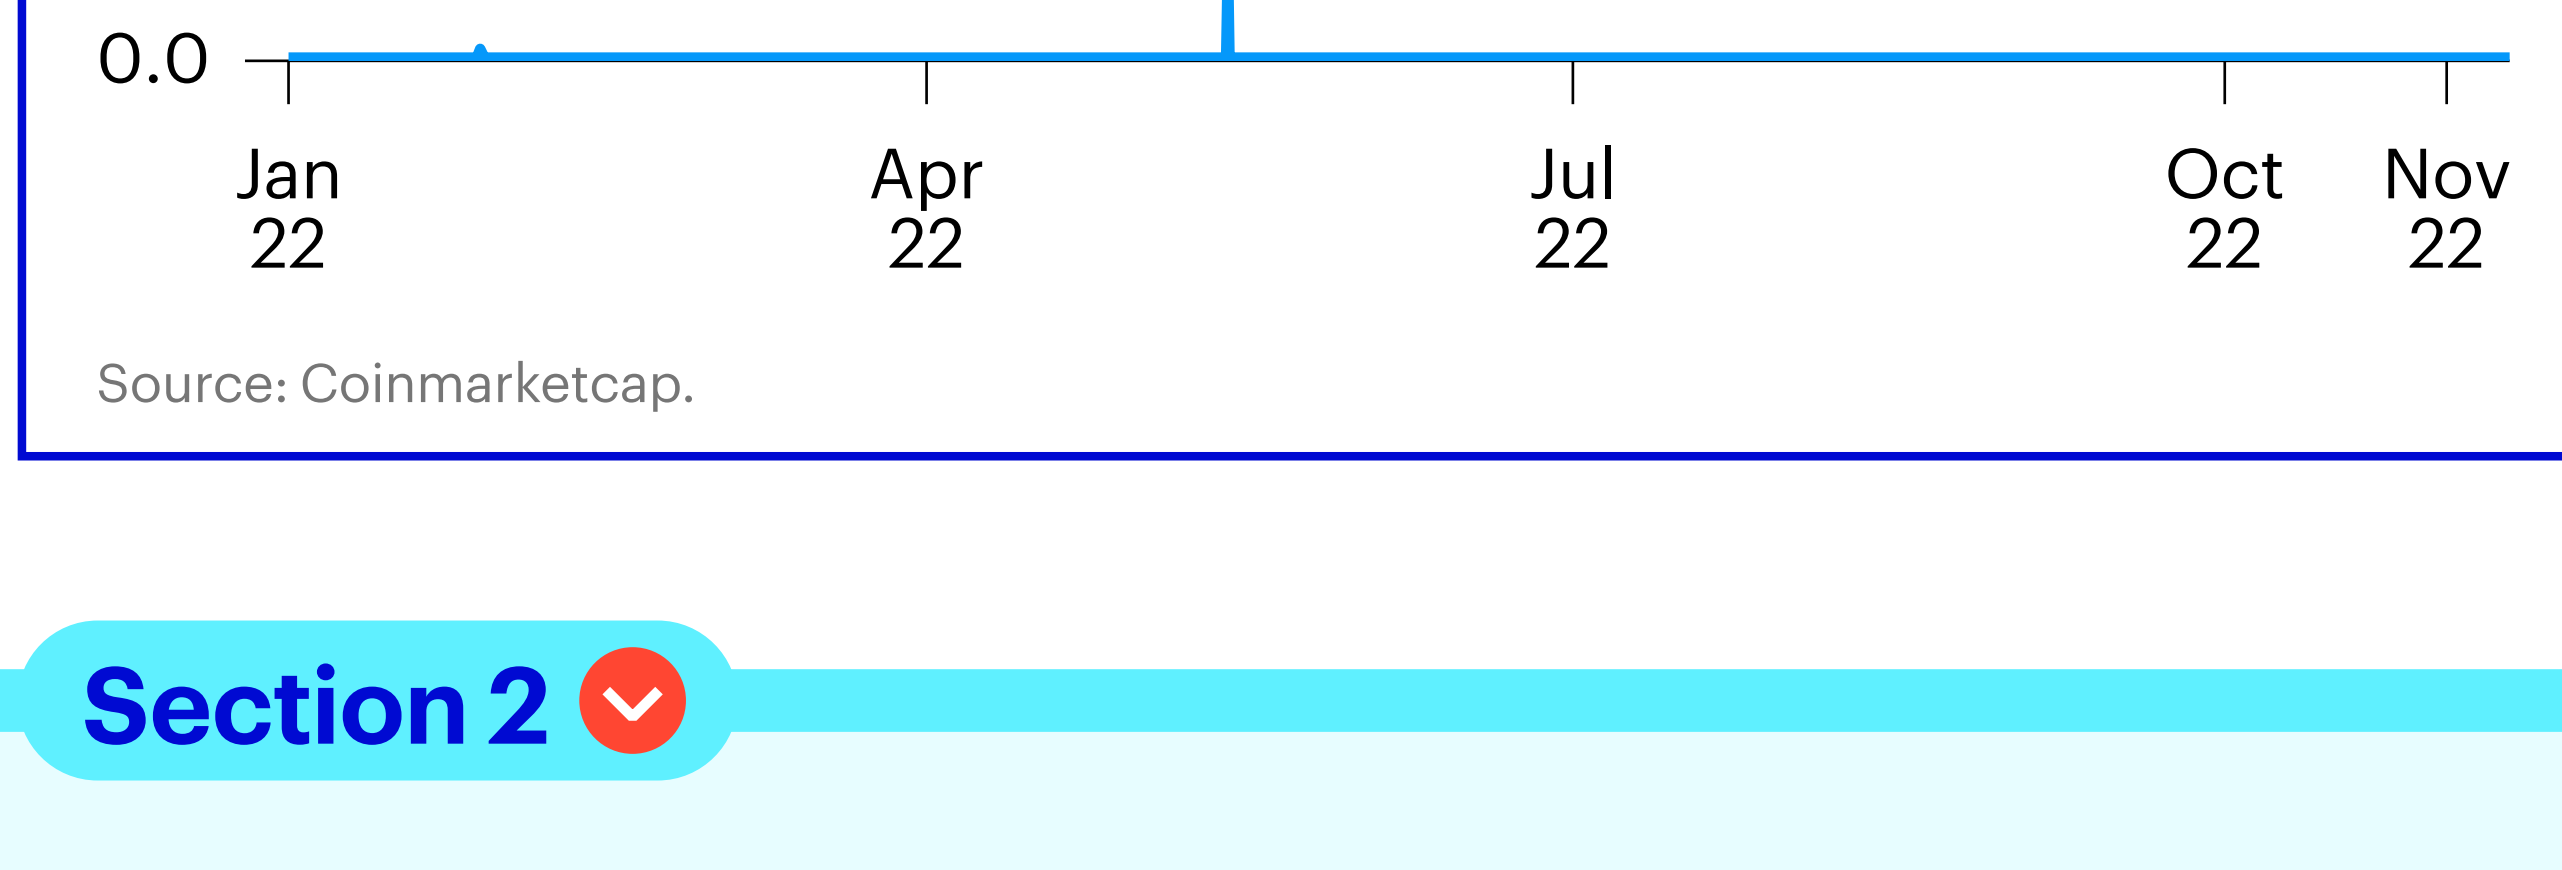 0.0
Jan Apr Jul Oct Nov
22 22 22 22 22
Source: Coinmarketcap.
Section 2